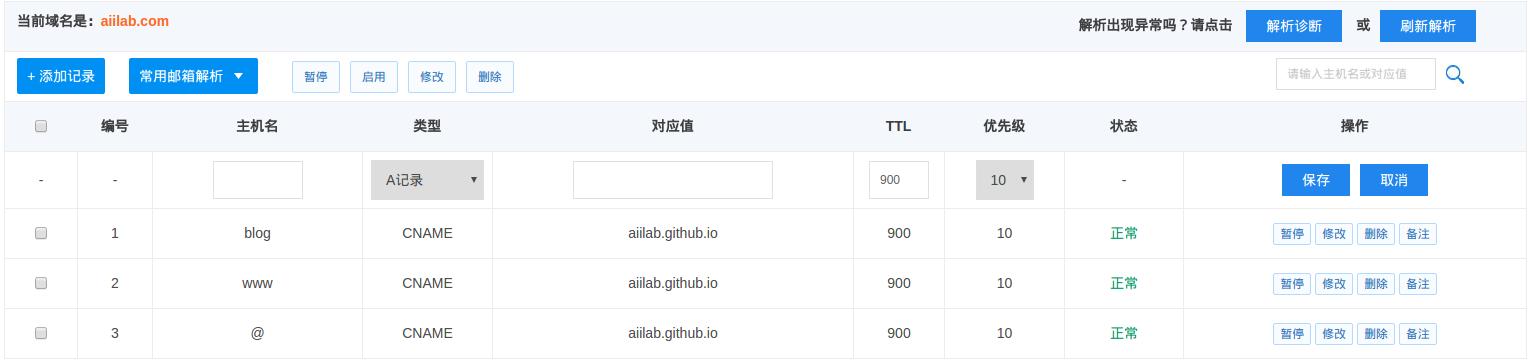 当前域名是: aiilab.com 解析出现异常吗？请点击 解析诊断 或 刷新解析
+ 添加记录 常用邮箱解析 暂停 启用 修改 删除 请输入主机名或对应值
编号 主机名 类型 对应值 TTL 优先级 状态 操作
- - A记录 900 10 - 保存 取消
1 blog CNAME aiilab.github.io 900 10 正常 暂停 修改 删除 备注
2 www CNAME aiilab.github.io 900 10 正常 暂停 修改 删除 备注
3 @ CNAME aiilab.github.io 900 10 正常 暂停 修改 删除 备注